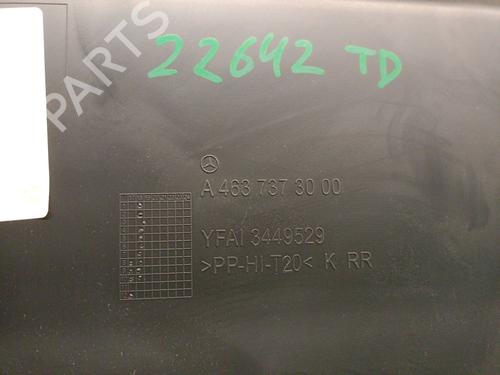 PARTS
22642 TD
A 463 737 30 00
YFAI 3449529
>PP-HI-T20< K RR